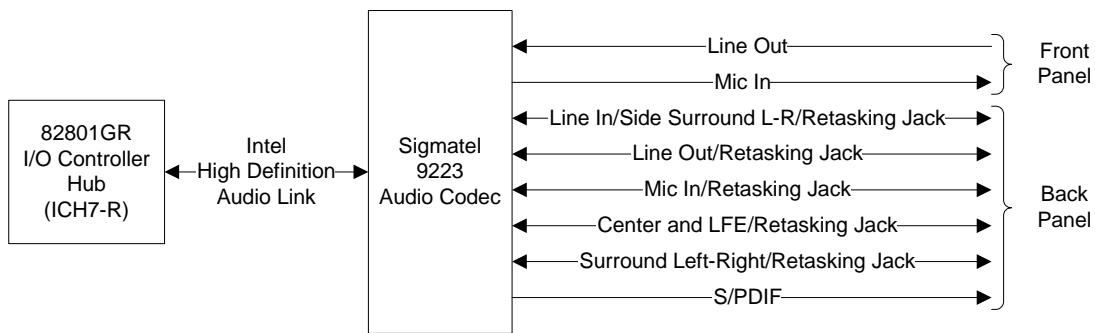 82801GR
I/O Controller
Hub
(ICH7-R)
Intel
High Definition
Audio Link
Sigmatel
9223
Audio Codec
Line Out
Mic In
Front
Panel
Line In/Side Surround L-R/Retasking Jack
Line Out/Retasking Jack
Mic In/Retasking Jack
Center and LFE/Retasking Jack
Surround Left-Right/Retasking Jack
S/PDIF
Back
Panel